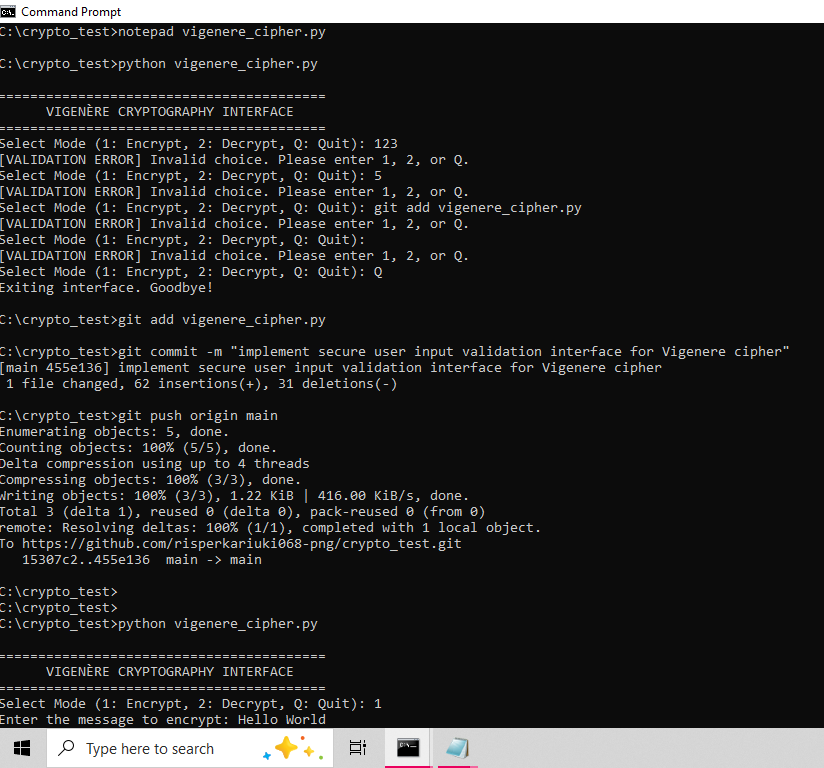 Command Prompt
C:\crypto_test>notepad vigenere_cipher.py
C:\crypto_test>python vigenere_cipher.py
=========================================
VIGENÈRE CRYPTOGRAPHY INTERFACE
=========================================
Select Mode (1: Encrypt, 2: Decrypt, Q: Quit): 123
[VALIDATION ERROR] Invalid choice. Please enter 1, 2, or Q.
Select Mode (1: Encrypt, 2: Decrypt, Q: Quit): 5
[VALIDATION ERROR] Invalid choice. Please enter 1, 2, or Q.
Select Mode (1: Encrypt, 2: Decrypt, Q: Quit): git add vigenere_cipher.py
[VALIDATION ERROR] Invalid choice. Please enter 1, 2, or Q.
Select Mode (1: Encrypt, 2: Decrypt, Q: Quit):
[VALIDATION ERROR] Invalid choice. Please enter 1, 2, or Q.
Select Mode (1: Encrypt, 2: Decrypt, Q: Quit): Q
Exiting interface. Goodbye!
C:\crypto_test>git add vigenere_cipher.py
C:\crypto_test>git commit -m "implement secure user input validation interface for Vigenere cipher"
[main 455e136] implement secure user input validation interface for Vigenere cipher
1 file changed, 62 insertions(+), 31 deletions(-)
C:\crypto_test>git push origin main
Enumerating objects: 5, done.
Counting objects: 100% (5/5), done.
Delta compression using up to 4 threads
Compressing objects: 100% (3/3), done.
Writing objects: 100% (3/3), 1.22 KiB | 416.00 KiB/s, done.
Total 3 (delta 1), reused 0 (delta 0), pack-reused 0 (from 0)
remote: Resolving deltas: 100% (1/1), completed with 1 local object.
To https://github.com/risperkariuki068-png/crypto_test.git
15307c2..455e136  main -> main
C:\crypto_test>
C:\crypto_test>
C:\crypto_test>python vigenere_cipher.py
=========================================
VIGENÈRE CRYPTOGRAPHY INTERFACE
=========================================
Select Mode (1: Encrypt, 2: Decrypt, Q: Quit): 1
Enter the message to encrypt: Hello World
Type here to search